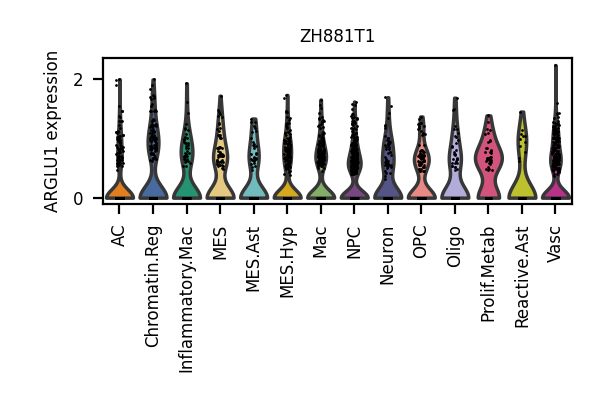 ZH881T1
ARGLU1 expression
2
0
AC
Chromatin.Reg
Inflammatory.Mac
MES
MES.Ast
MES.Hyp
Mac
NPC
Neuron
OPC
Oligo
Prolif.Metab
Reactive.Ast
Vasc